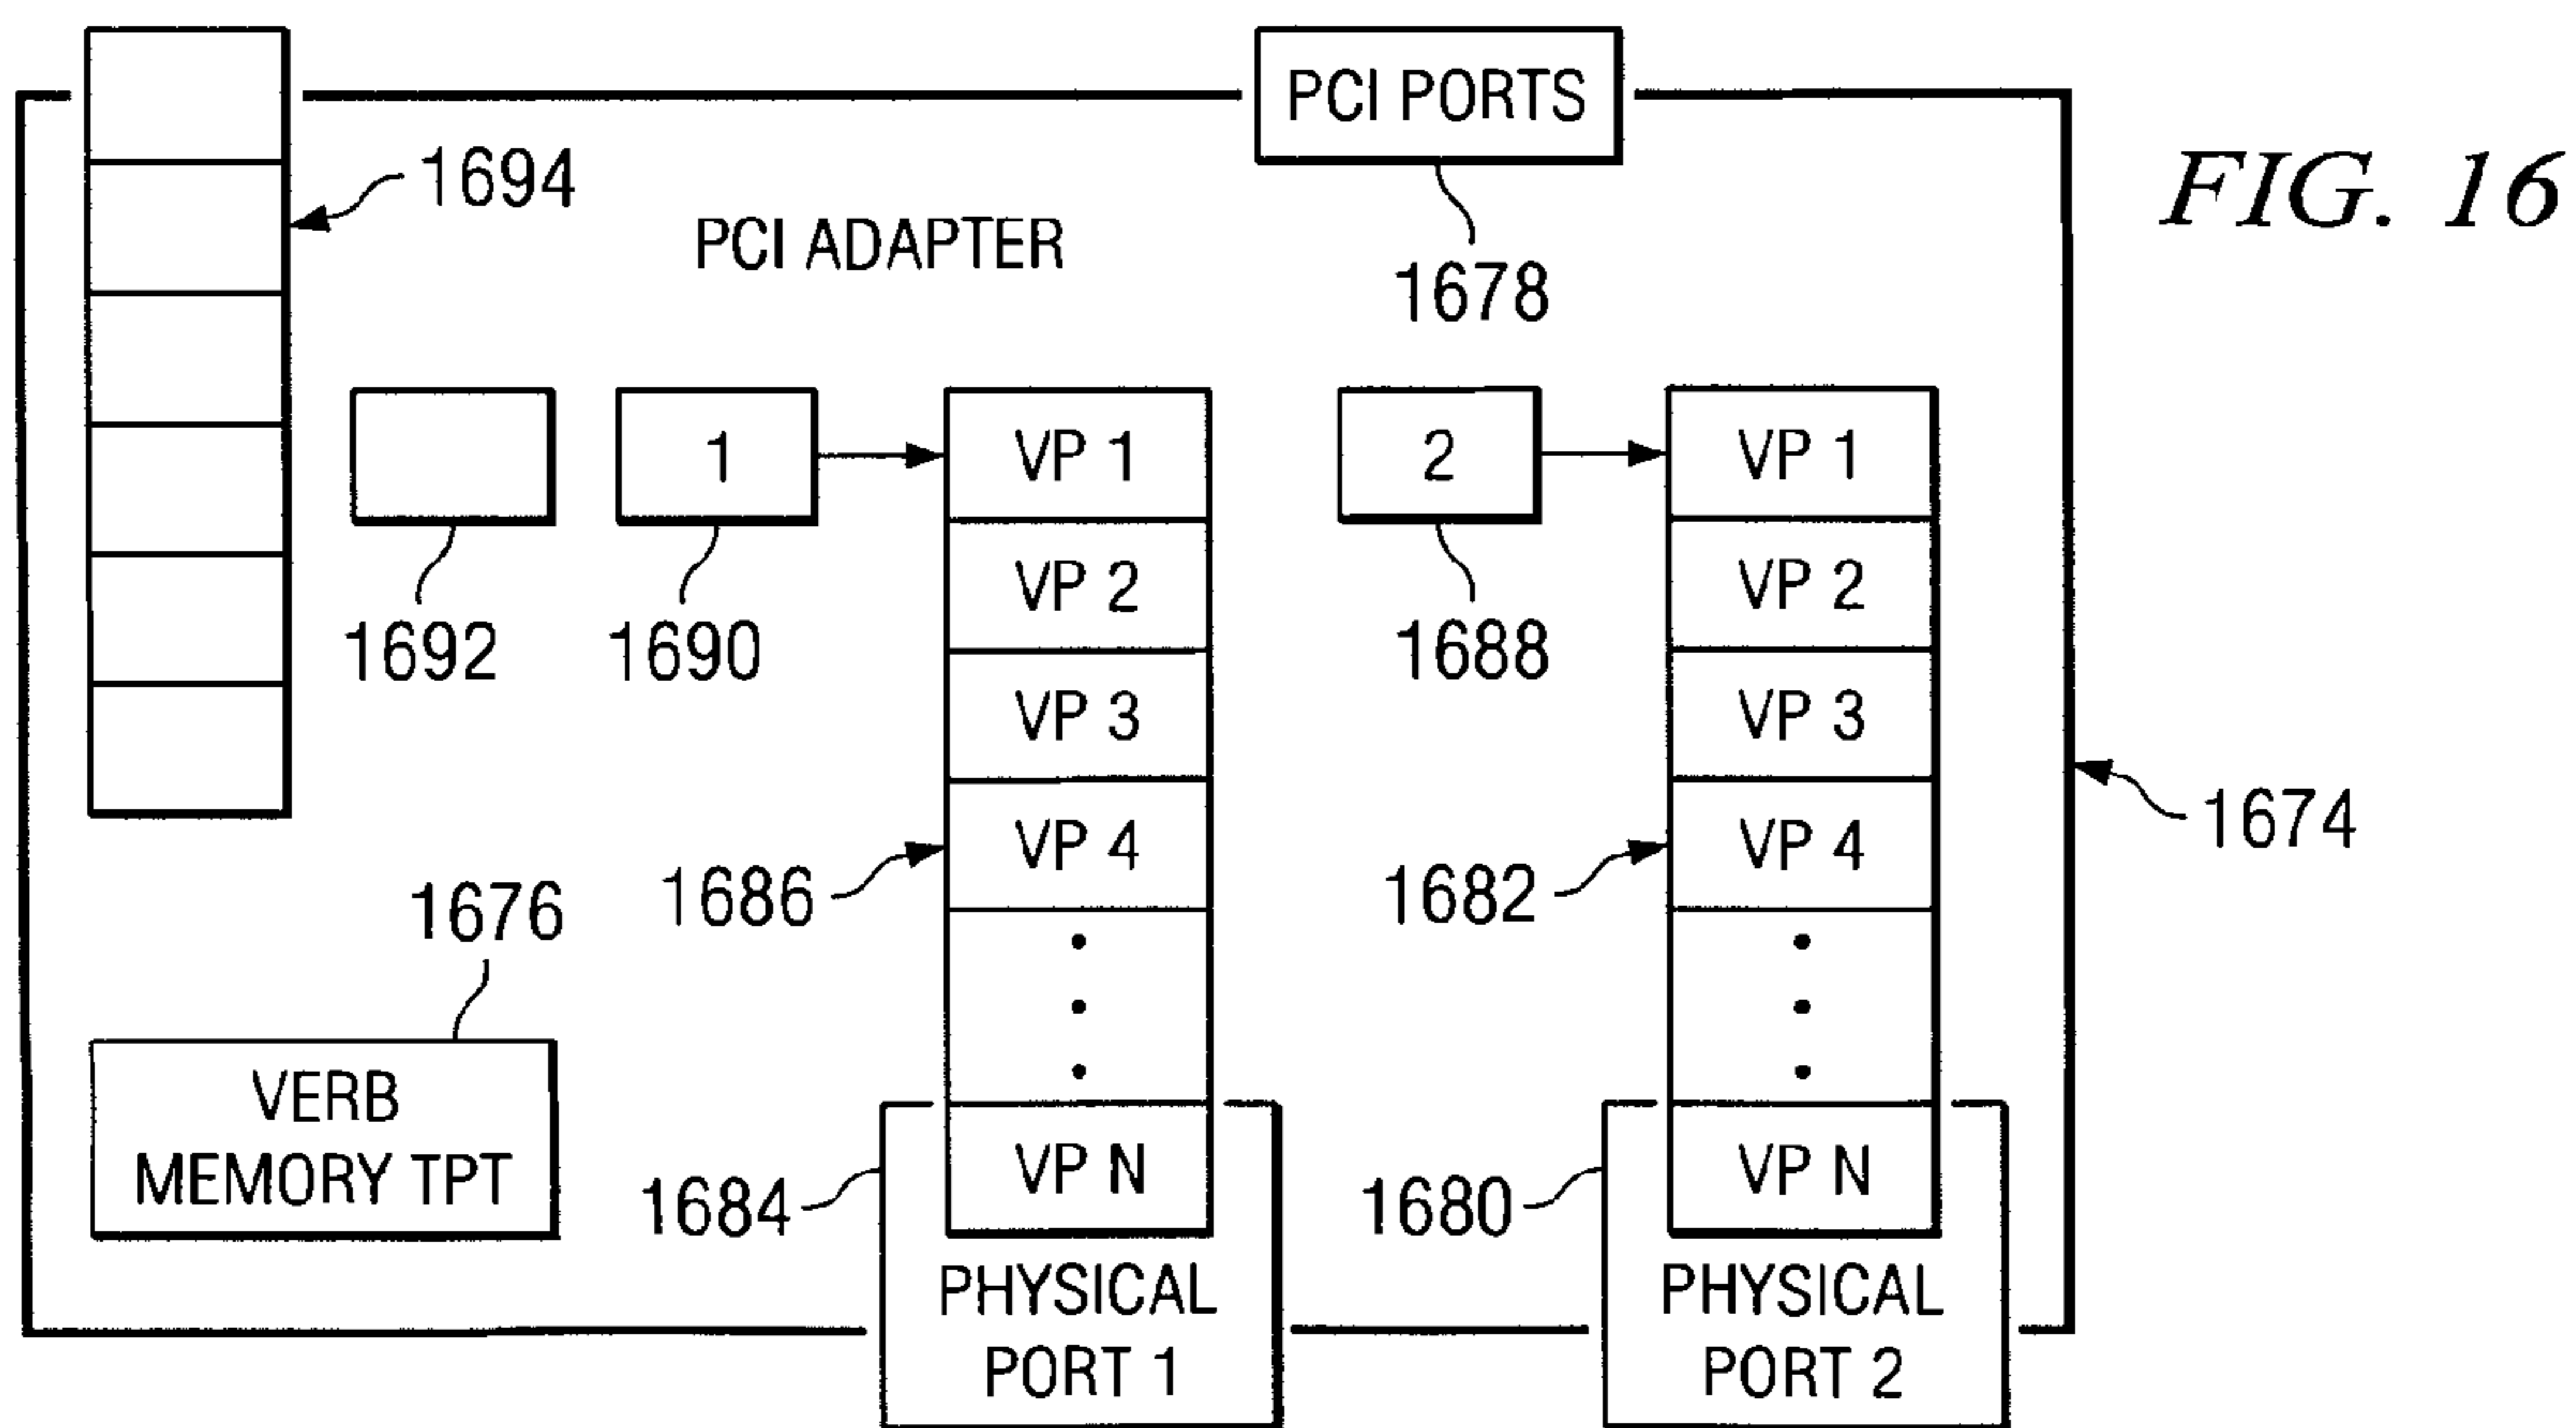 PCI PORTS
FIG. 16
1694
PCI ADAPTER
1678
1
VP 1
2
VP 1
VP 2
VP 2
1692
1690
1688
VP 3
VP 3
VP 4
VP 4
1674
1686
1682
1676
VERB
MEMORY TPT
VP N
VP N
1684
1680
PHYSICAL
PORT 1
PHYSICAL
PORT 2